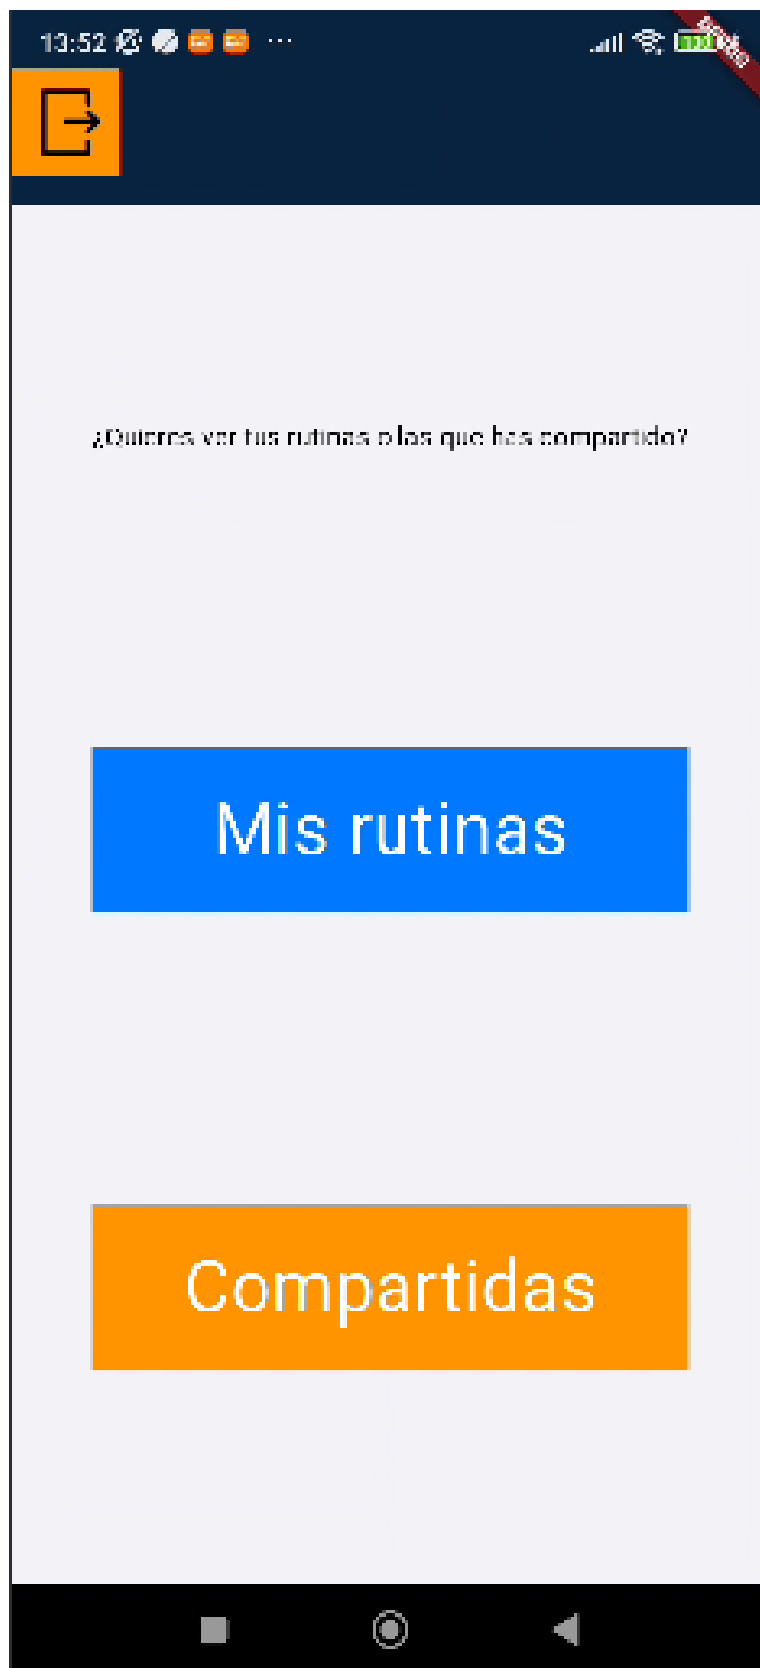 13:52
¿Quieres ver tus rutinas o las que has compartido?
Mis rutinas
Compartidas